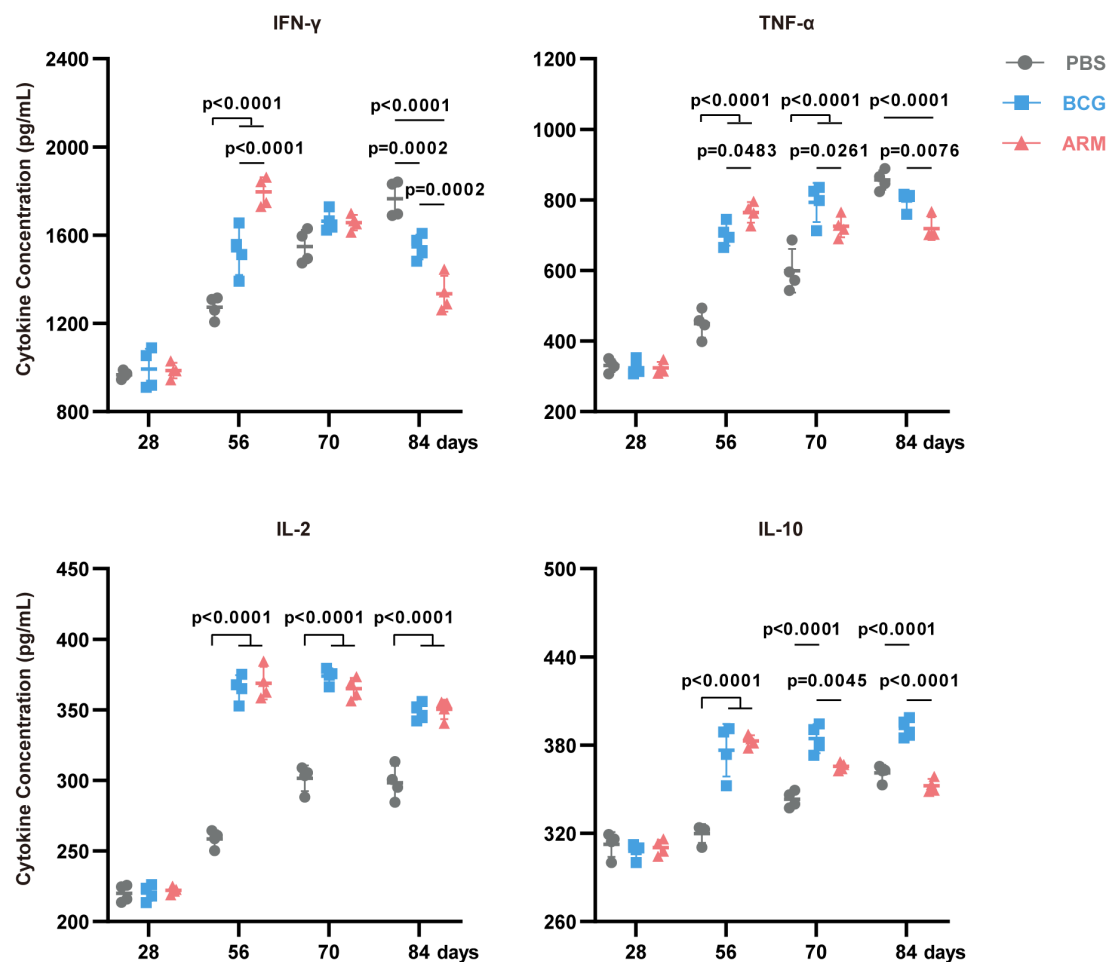 IFN-γ
2400
2000
1600
1200
800
Cytokine Concentration (pg/mL)
p<0.0001
p<0.0001
p<0.0001
p=0.0002
p=0.0002
28
56
70
84 days
TNF-α
1200
1000
800
600
400
200
p<0.0001
p<0.0001
p<0.0001
p=0.0483
p=0.0261
p=0.0076
28
56
70
84 days
PBS
BCG
ARM
IL-2
450
400
350
300
250
200
Cytokine Concentration (pg/mL)
p<0.0001
p<0.0001
p<0.0001
28
56
70
84 days
IL-10
500
440
380
320
260
p<0.0001
p<0.0001
p<0.0001
p=0.0045
p<0.0001
28
56
70
84 days